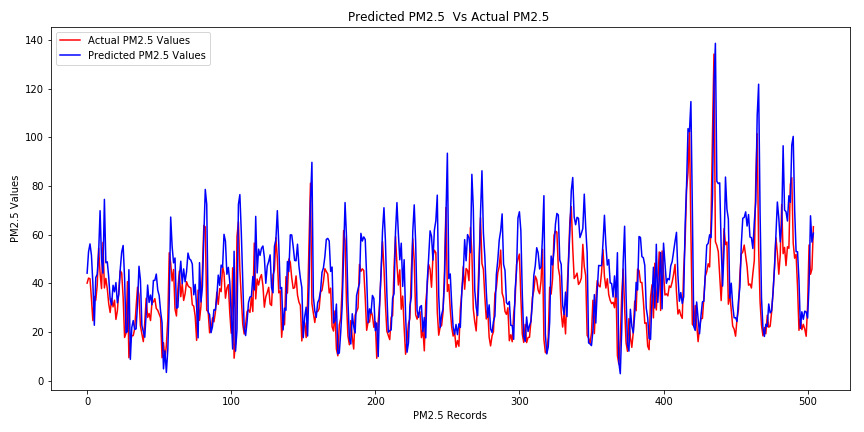 Predicted PM2.5  Vs Actual PM2.5
Actual PM2.5 Values
Predicted PM2.5 Values
PM2.5 Values
140
120
100
80
60
40
20
0
0 100 200 300 400 500
PM2.5 Records